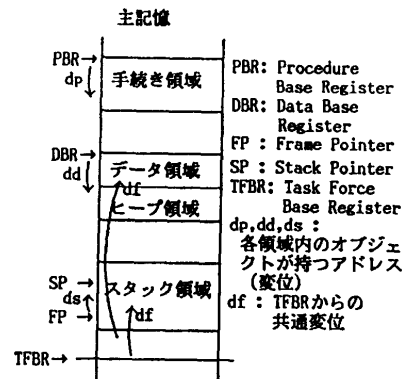 主記憶
PBR→
dp
手続き領域
DBR→
dd
データ領域
df
ヒープ領域
SP →
ds
スタック領域
FP →
df
TFBR→
PBR: Procedure
Base Register
DBR: Data Base
Register
FP : Frame Pointer
SP : Stack Pointer
TFBR: Task Force
Base Register
dp,dd,ds :
各領域内のオブジェ
クトが持つアドレス
(変位)
df : TFBRからの
共通変位